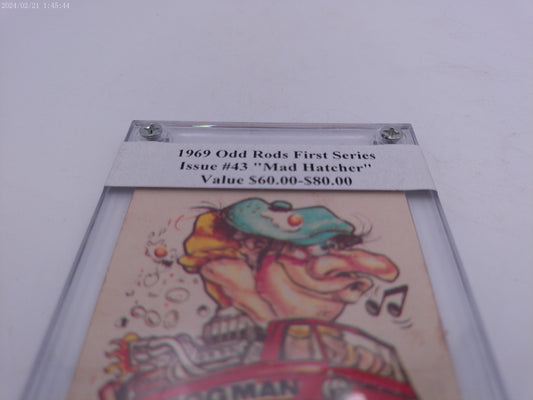 2024/02/21 1:45:44
1969 Odd Rods First Series
Issue #43 "Mad Hatcher"
Value $60.00-$80.00
MAN